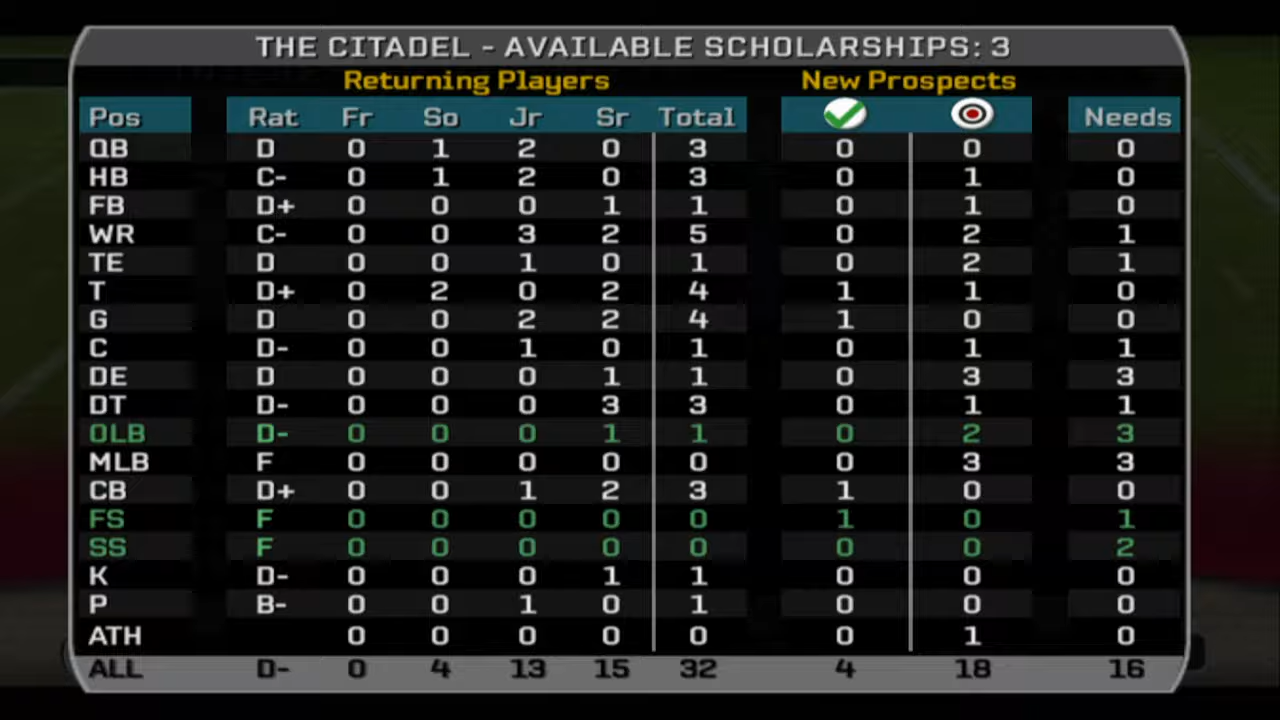 THE CITADEL - AVAILABLE SCHOLARSHIPS: 3
Returning Players New Prospects
Pos Rat Fr So Jr Sr Total Needs
QB D 0 1 2 0 3 0 0 0
HB C- 0 1 2 0 3 0 1 0
FB D+ 0 0 0 1 1 0 1 0
WR C- 0 0 3 2 5 0 2 1
TE D 0 0 1 0 1 0 2 1
T D+ 0 2 0 2 4 1 1 0
G D 0 0 2 2 4 1 0 0
C D- 0 0 1 0 1 0 1 1
DE D 0 0 0 1 1 0 3 3
DT D- 0 0 0 3 3 0 1 1
OLB D- 0 0 0 1 1 0 2 3
MLB F 0 0 0 0 0 0 3 3
CB D+ 0 0 1 2 3 1 0 0
FS F 0 0 0 0 0 1 0 1
SS F 0 0 0 0 0 0 0 2
K D- 0 0 0 1 1 0 0 0
P B- 0 0 1 0 1 0 0 0
ATH 0 0 0 0 0 0 1 0
ALL D- 0 4 13 15 32 4 18 16